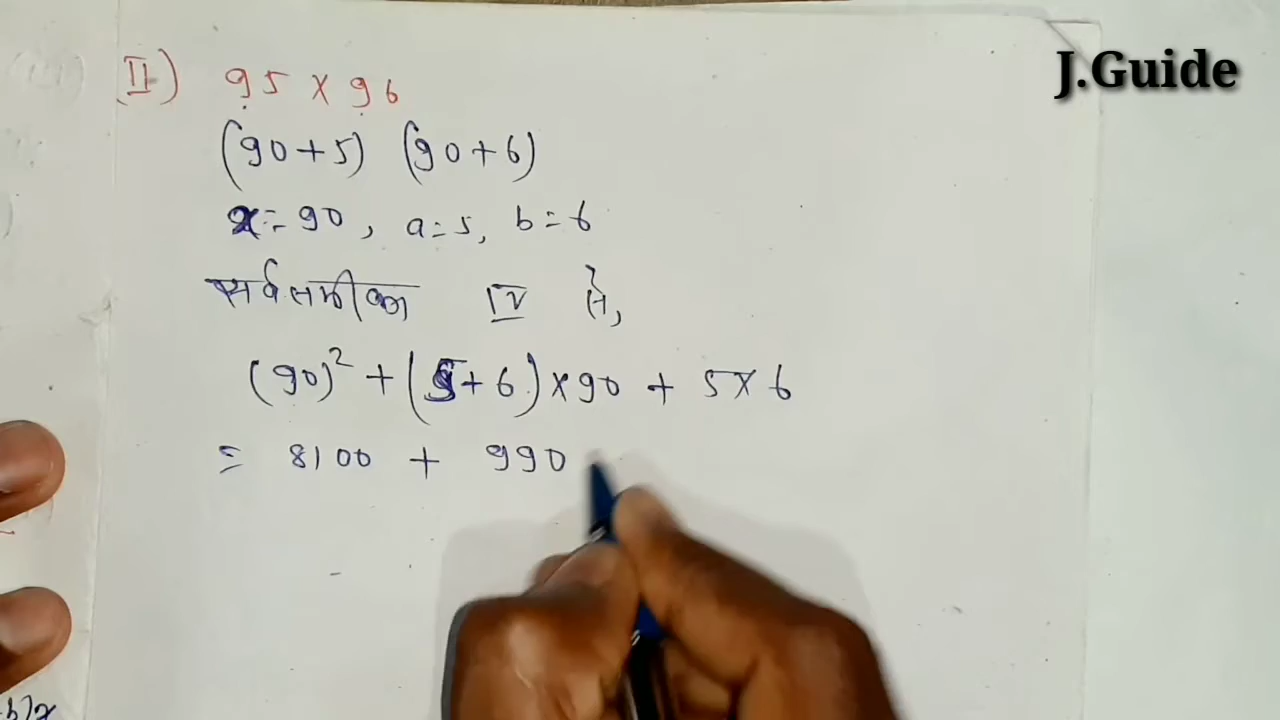 J.Guide
(II) 95 x 96
(90+5) (90+6)
x = 90, a=5, b=6
सर्वसमीका IV से,
(90)² + (5+6)×90 + 5×6
= 8100 + 990